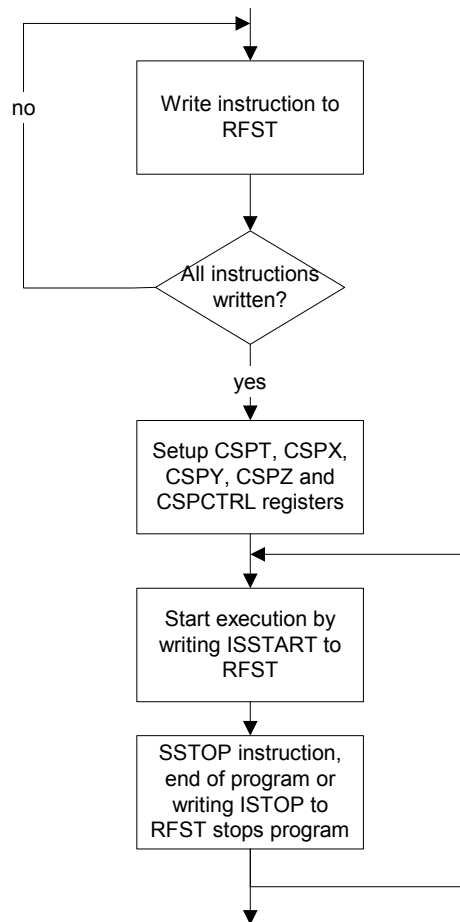 no
Write instruction to
RFST
All instructions
written?
yes
Setup CSPT, CSPX,
CSPY, CSPZ and
CSPCTRL registers
Start execution by
writing ISSTART to
RFST
SSTOP instruction,
end of program or
writing ISTOP to
RFST stops program